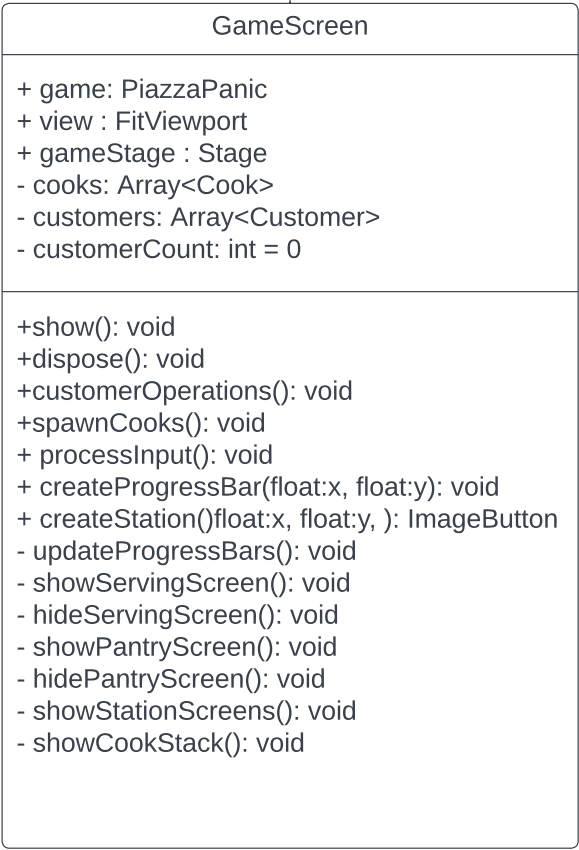 GameScreen
+ game: PiazzaPanic
+ view : FitViewport
+ gameStage : Stage
- cooks: Array<Cook>
- customers: Array<Customer>
- customerCount: int = 0
+show(): void
+dispose(): void
+customerOperations(): void
+spawnCooks(): void
+ processInput(): void
+ createProgressBar(float:x, float:y): void
+ createStation()float:x, float:y, ): ImageButton
- updateProgressBars(): void
- showServingScreen(): void
- hideServingScreen(): void
- showPantryScreen(): void
- hidePantryScreen(): void
- showStationScreens(): void
- showCookStack(): void